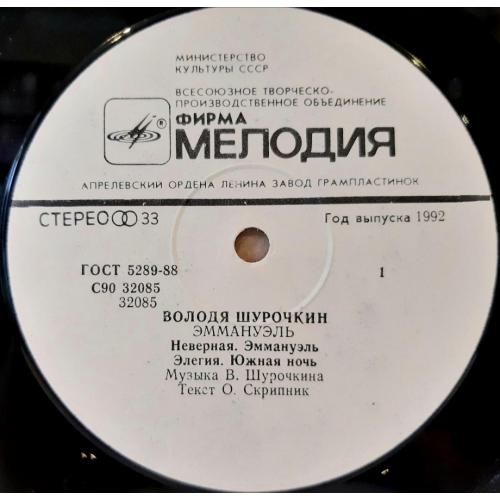 МИНИСТЕРСТВО
КУЛЬТУРЫ СССР
ВСЕСОЮЗНОЕ ТВОРЧЕСКО-
ПРОИЗВОДСТВЕННОЕ ОБЪЕДИНЕНИЕ
®
ФИРМА
МЕЛОДИЯ
АПРЕЛЕВСКИЙ ОРДЕНА ЛЕНИНА ЗАВОД ГРАМПЛАСТИНОК
СТЕРЕО 33
Год выпуска 1992
ГОСТ 5289-88
1
С90 32085
32085
ВОЛОДЯ ШУРОЧКИН
ЭММАНУЭЛЬ
Неверная. Эммануэль
Элегия. Южная ночь
Музыка В. Шурочкина
Текст О. Скрипник